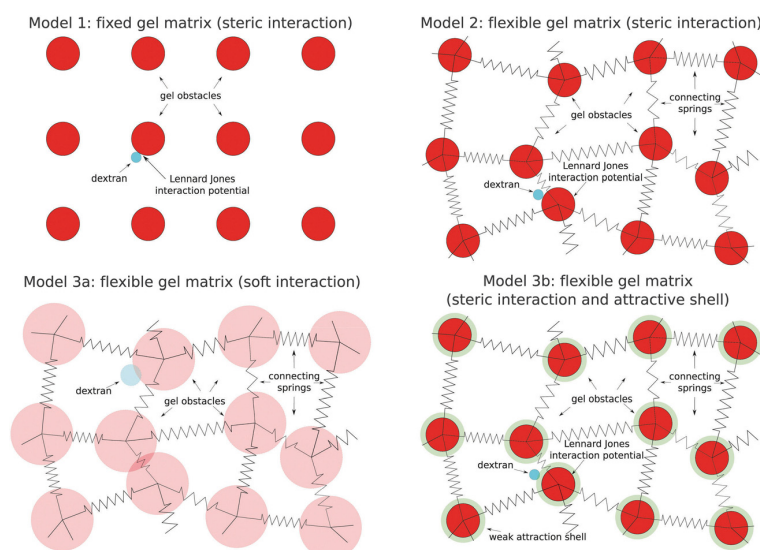 Model 1: fixed gel matrix (steric interaction)
gel obstacles
dextran
Lennard Jones
interaction potential
Model 2: flexible gel matrix (steric interaction)
gel obstacles
connecting
springs
Lennard Jones
interaction potential
dextran
Model 3a: flexible gel matrix (soft interaction)
dextran
gel obstacles
connecting
springs
Model 3b: flexible gel matrix
(steric interaction and attractive shell)
gel obstacles
connecting
springs
Lennard Jones
interaction potential
dextran
weak attraction shell